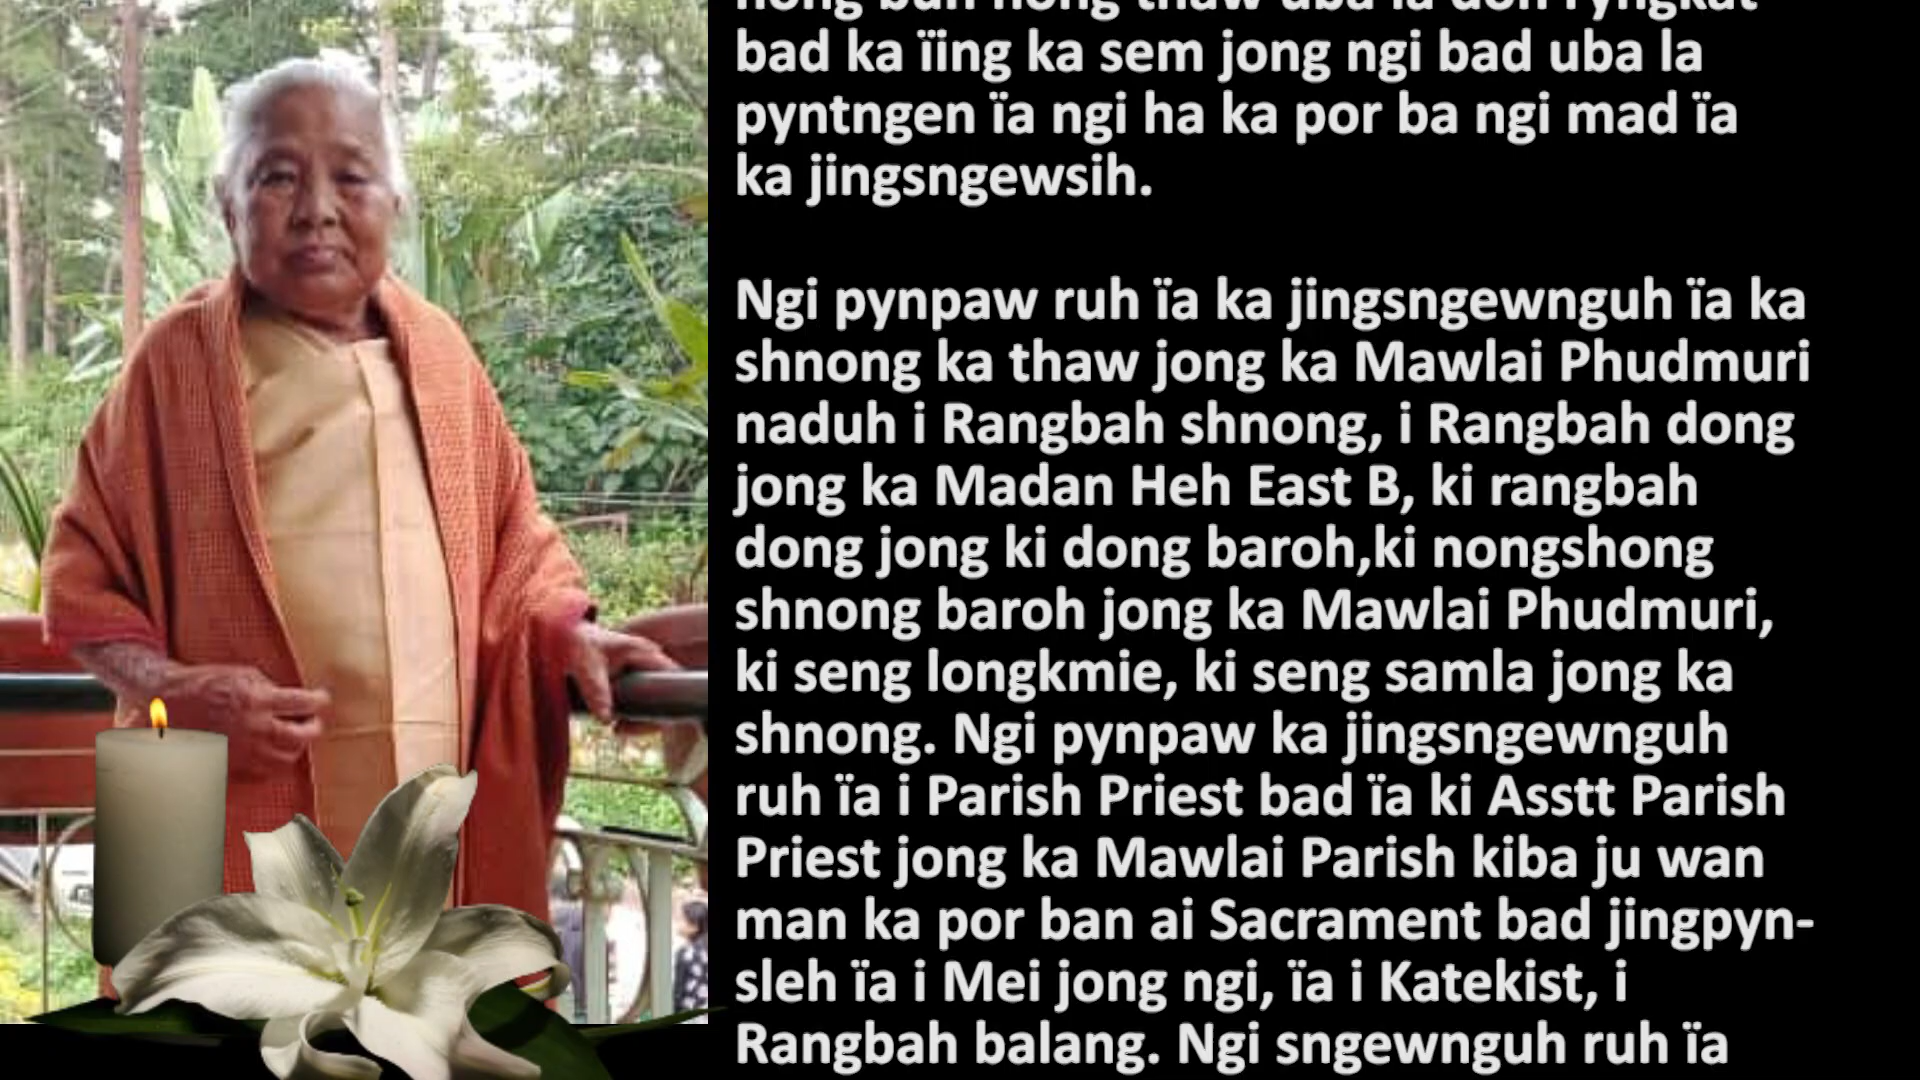 bad ka ïing ka sem jong ngi bad uba la
pyntngen ïa ngi ha ka por ba ngi mad ïa
ka jingsngewsih.
Ngi pynpaw ruh ïa ka jingsngewnguh ïa ka
shnong ka thaw jong ka Mawlai Phudmuri
naduh i Rangbah shnong, i Rangbah dong
jong ka Madan Heh East B, ki rangbah
dong jong ki dong baroh,ki nongshong
shnong baroh jong ka Mawlai Phudmuri,
ki seng longkmie, ki seng samla jong ka
shnong. Ngi pynpaw ka jingsngewnguh
ruh ïa i Parish Priest bad ïa ki Asstt Parish
Priest jong ka Mawlai Parish kiba ju wan
man ka por ban ai Sacrament bad jingpyn-
sleh ïa i Mei jong ngi, ïa i Katekist, i
Rangbah balang. Ngi sngewnguh ruh ïa